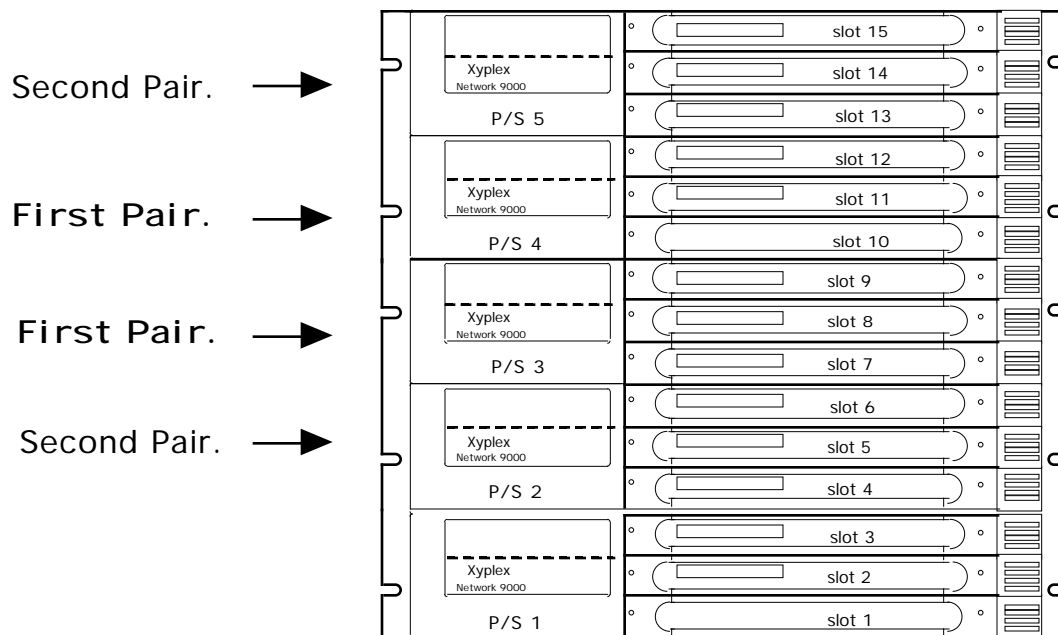 Second Pair.
First Pair.
First Pair.
Second Pair.
Xyplex
Network 9000
P/S 5
Xyplex
Network 9000
P/S 4
Xyplex
Network 9000
P/S 3
Xyplex
Network 9000
P/S 2
Xyplex
Network 9000
P/S 1
slot 15
slot 14
slot 13
slot 12
slot 11
slot 10
slot 9
slot 8
slot 7
slot 6
slot 5
slot 4
slot 3
slot 2
slot 1